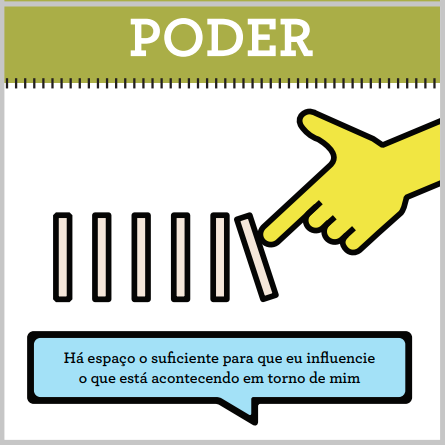 PODER
Há espaço o suficiente para que eu influencie
o que está acontecendo em torno de mim